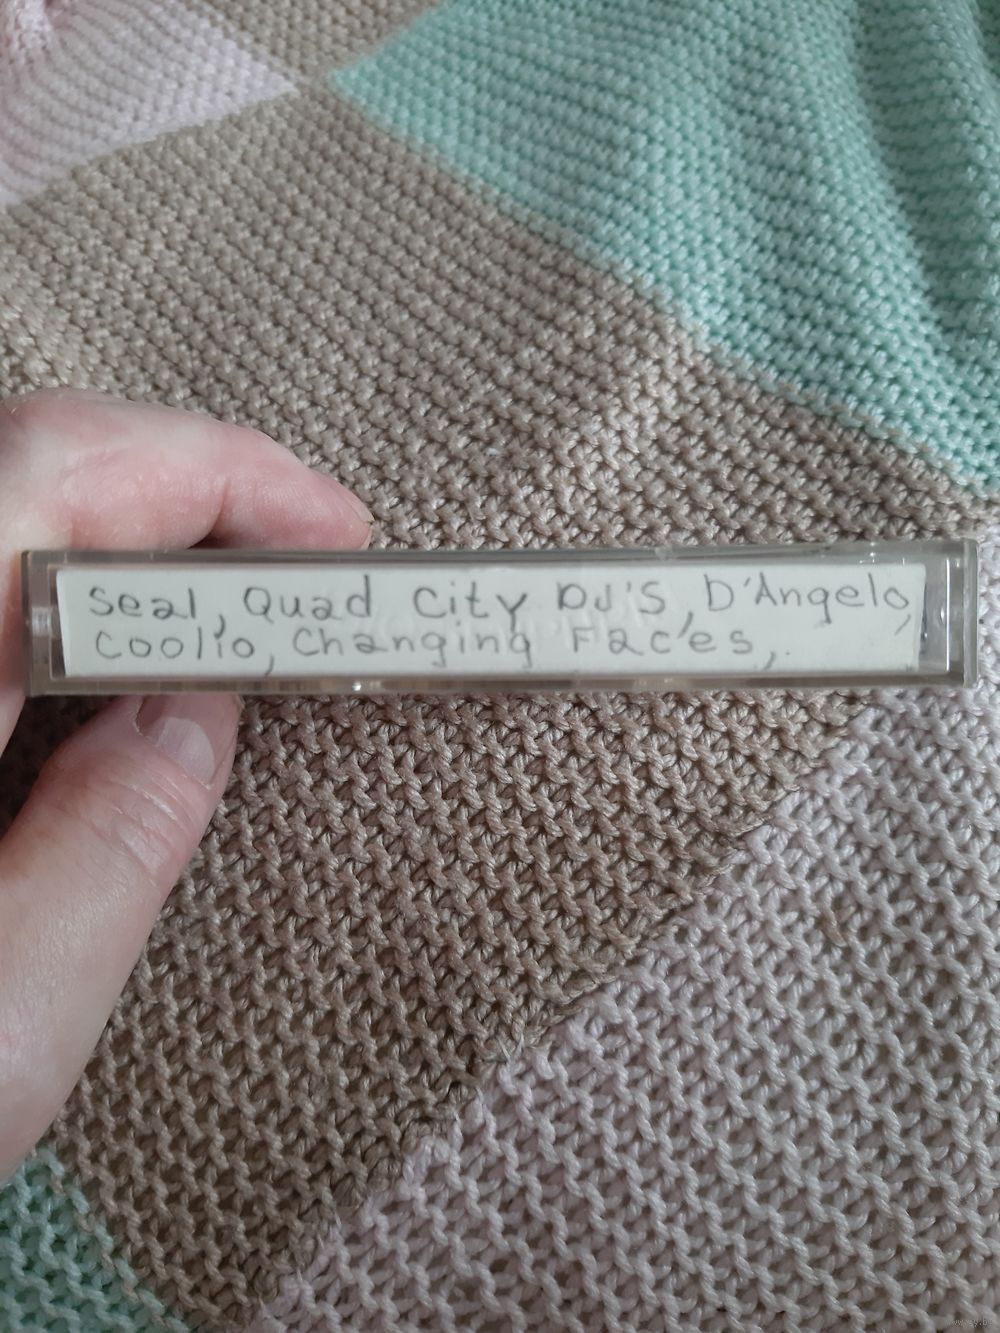 Seal, Quad City DJ'S, D'Angelo,
Coolio, Changing Faces,